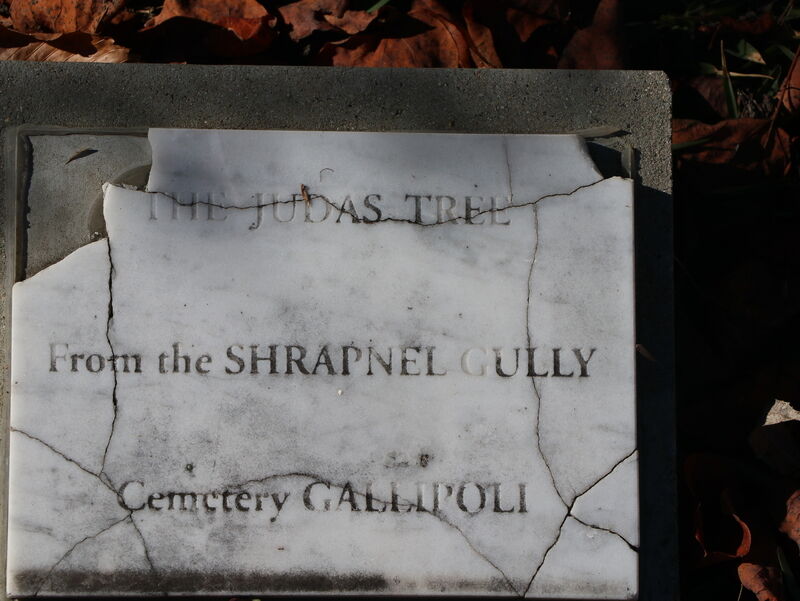 THE JUDAS TREE
From the SHRAPNEL GULLY
Cemetery GALLIPOLI